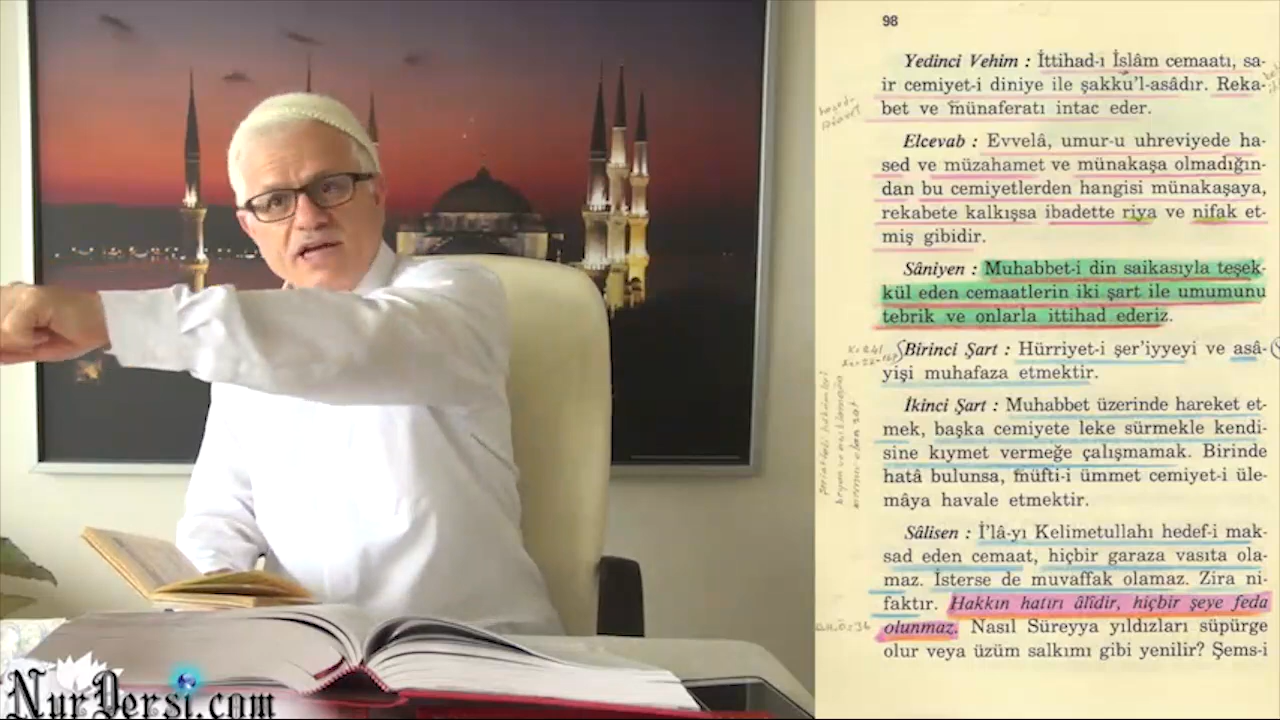 98
Yedinci Vehim : İttihad-ı İslâm cemaatı, sa-
ir cemiyet-i diniye ile şakku'l-asâdır. Reka-
bet ve münaferatı intac eder.
Elcevab : Evvelâ, umur-u uhreviyede ha-
sed ve müzahamet ve münakaşa olmadığın-
dan bu cemiyetlerden hangisi münakaşaya,
rekabete kalkışsa ibadette riya ve nifak et-
miş gibidir.
Sâniyen : Muhabbet-i din saikasıyla teşek-
kül eden cemaatlerin iki şart ile umumunu
tebrik ve onlarla ittihad ederiz.
Birinci Şart : Hürriyet-i şer'iyyeyi ve asâ-
yişi muhafaza etmektir.
İkinci Şart : Muhabbet üzerinde hareket et-
mek, başka cemiyete leke sürmekle kendi-
sine kıymet vermeğe çalışmamak. Birinde
hatâ bulunsa, müfti-i ümmet cemiyet-i üle-
mâya havale etmektir.
Sâlisen : İ'lâ-yı Kelimetullahı hedef-i mak-
sad eden cemaat, hiçbir garaza vasıta ola-
maz. İsterse de muvaffak olamaz. Zira ni-
faktır. Hakkın hatırı âlîdir, hiçbir şeye feda
olunmaz. Nasıl Süreyya yıldızları süpürge
olur veya üzüm salkımı gibi yenilir? Şems-i
NurDersi.com